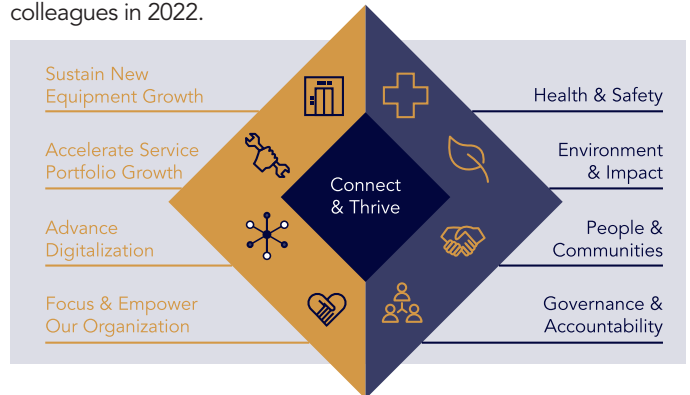 colleagues in 2022.
Sustain New
Equipment Growth
Accelerate Service
Portfolio Growth
Advance
Digitalization
Focus & Empower
Our Organization
Connect
& Thrive
Health & Safety
Environment
& Impact
People &
Communities
Governance &
Accountability